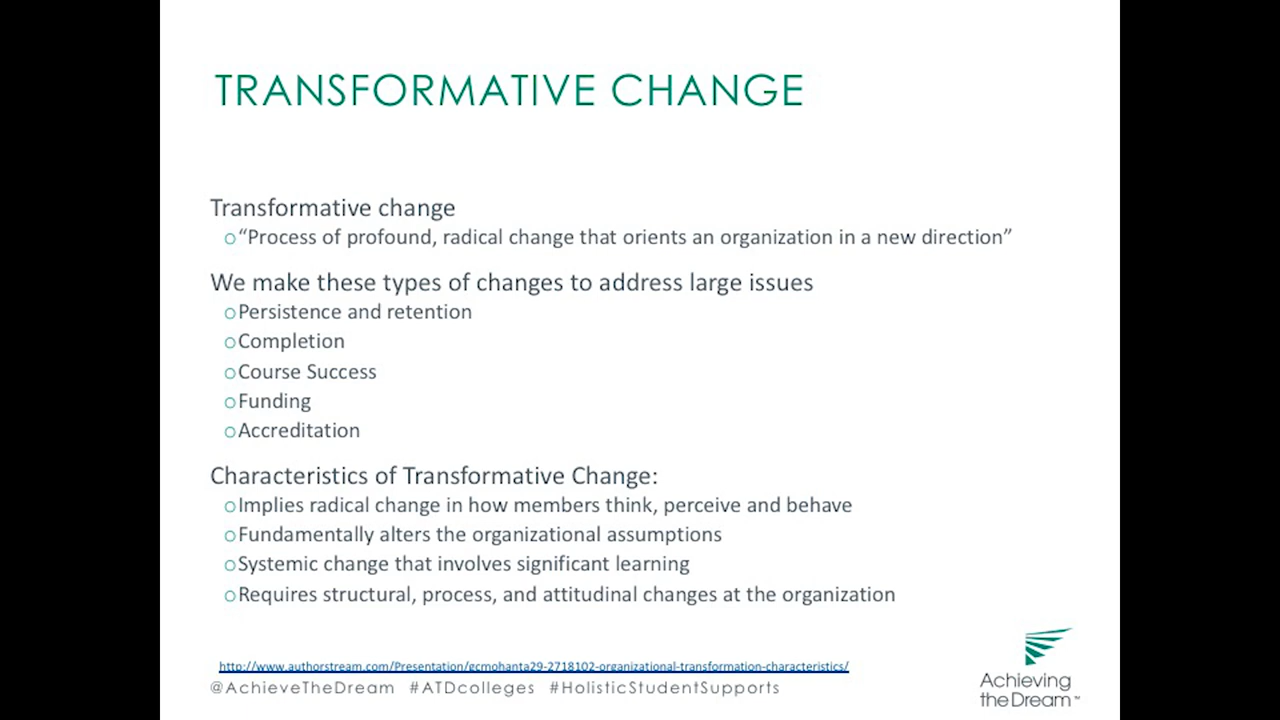 TRANSFORMATIVE CHANGE
Transformative change
○“Process of profound, radical change that orients an organization in a new direction”
We make these types of changes to address large issues
○Persistence and retention
○Completion
○Course Success
○Funding
○Accreditation
Characteristics of Transformative Change:
○Implies radical change in how members think, perceive and behave
○Fundamentally alters the organizational assumptions
○Systemic change that involves significant learning
○Requires structural, process, and attitudinal changes at the organization
http://www.authorstream.com/Presentation/gcmohanta29-2718102-organizational-transformation-characteristics/
@AchieveTheDream #ATDcolleges #HolisticStudentSupports
Achieving
the Dream™